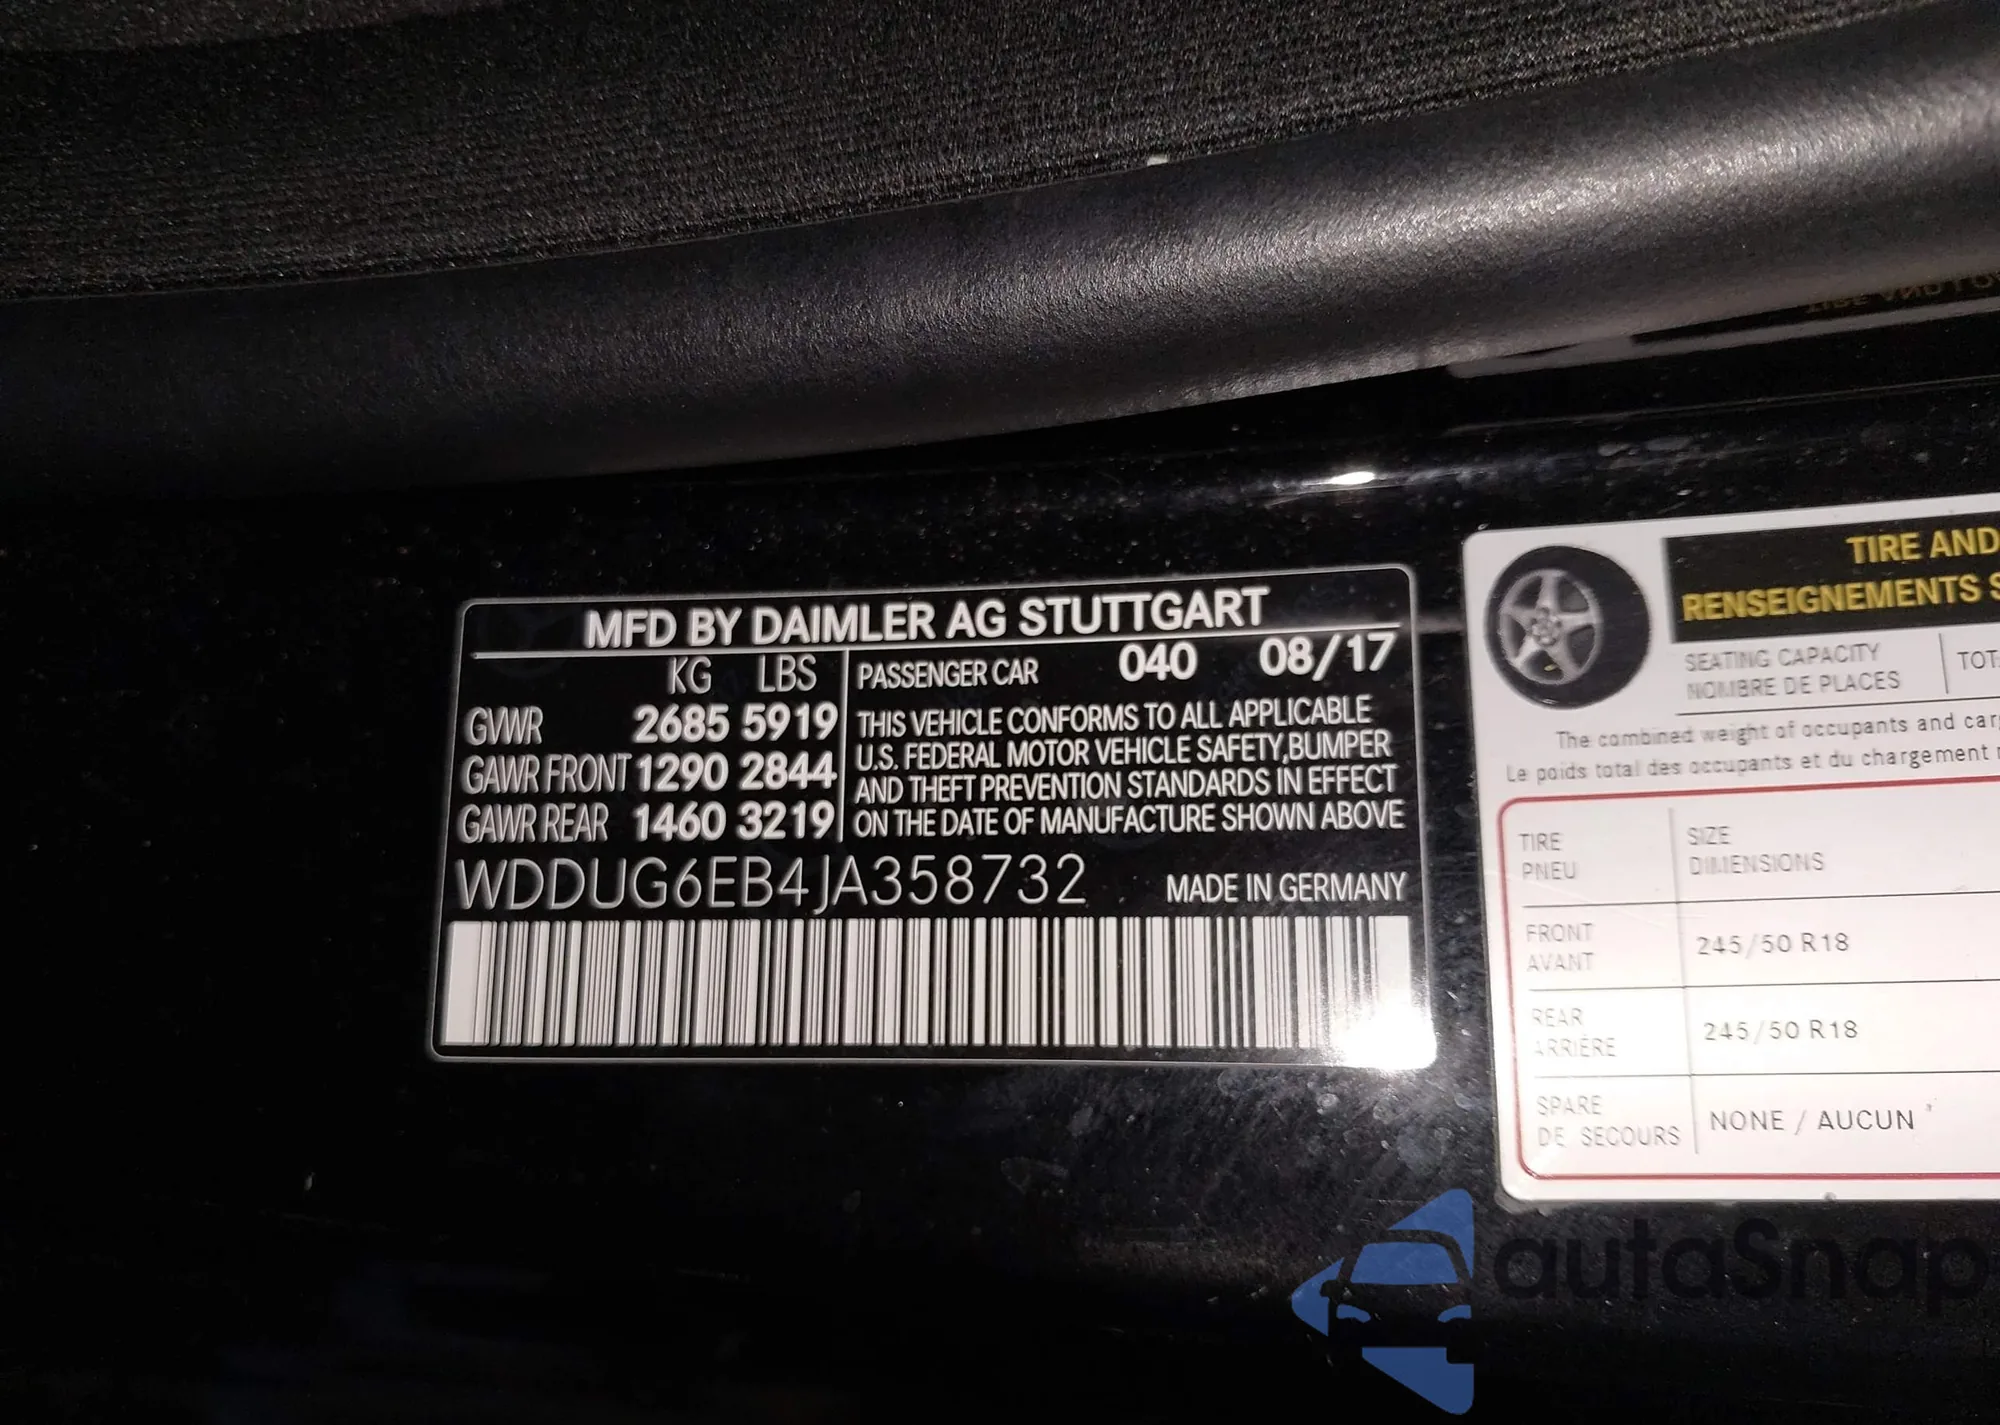 MFD BY DAIMLER AG STUTTGART
KG LBS
GVWR 2685 5919
GAWR FRONT 1290 2844
GAWR REAR 1460 3219
PASSENGER CAR 040 08/17
THIS VEHICLE CONFORMS TO ALL APPLICABLE
U.S. FEDERAL MOTOR VEHICLE SAFETY,BUMPER
AND THEFT PREVENTION STANDARDS IN EFFECT
ON THE DATE OF MANUFACTURE SHOWN ABOVE
WDDUG6EB4JA358732 MADE IN GERMANY
TIRE AND
RENSEIGNEMENTS
SEATING CAPACITY
NOMBRE DE PLACES
The combined weight of occupants and
Le poids total des occupants et du chargement
TIRE
PNEU
SIZE
DIMENSIONS
FRONT
AVANT
245/50 R18
REAR
ARRIÈRE
245/50 R18
SPARE
DE SECOURS
NONE / AUCUN
autaSnap